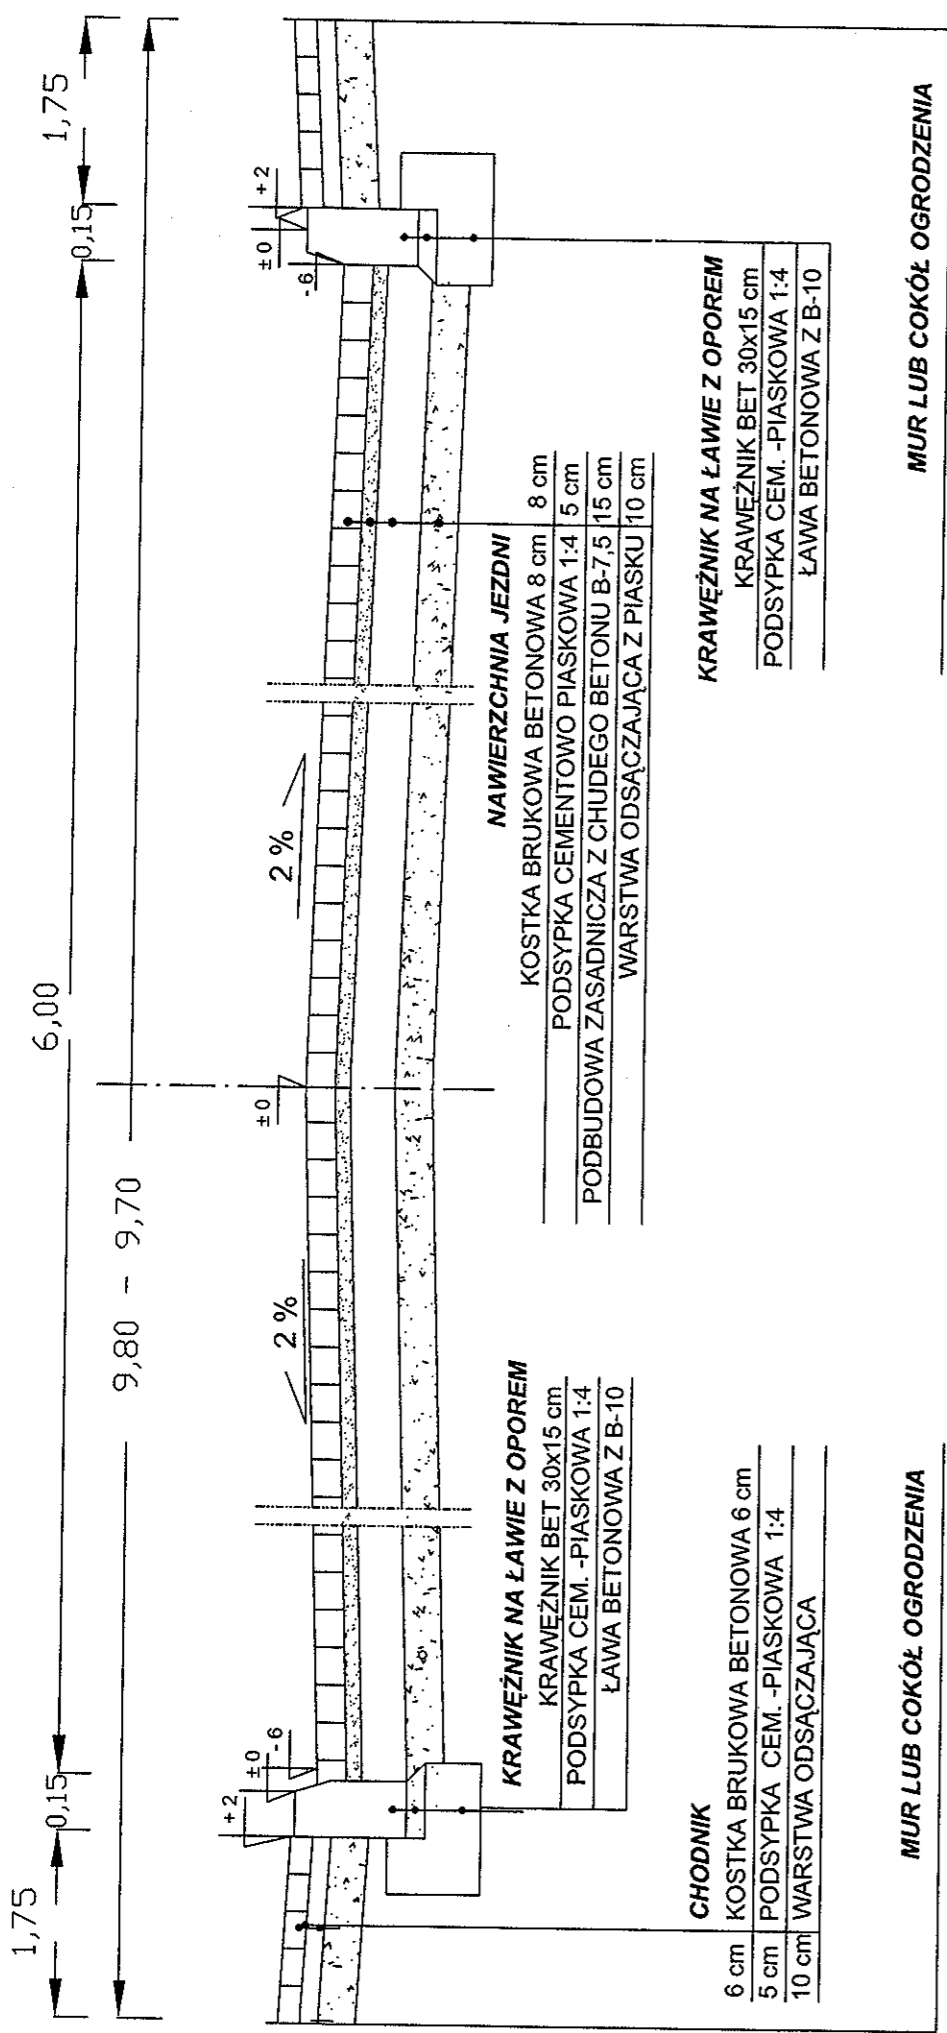 1,75
0,15
6,00
0,15
1,75
9,80 - 9,70
+2
±0
-6
2 %
±0
2 %
-6
±0
+2
KRAWĘŻNIK NA ŁAWIE Z OPOREM
KRAWĘŻNIK BET 30x15 cm
PODSYPKA CEM. -PIASKOWA 1:4
ŁAWA BETONOWA Z B-10
NAWIERZCHNIA JEZDNI
KOSTKA BRUKOWA BETONOWA 8 cm 8 cm
PODSYPKA CEMENTOWO PIASKOWA 1:4 5 cm
PODBUDOWA ZASADNICZA Z CHUDEGO BETONU B-7,5 15 cm
WARSTWA ODSĄCZAJĄCA Z PIASKU 10 cm
CHODNIK
6 cm KOSTKA BRUKOWA BETONOWA 6 cm
5 cm PODSYPKA CEM. -PIASKOWA 1:4
10 cm WARSTWA ODSĄCZAJĄCA
KRAWĘŻNIK NA ŁAWIE Z OPOREM
KRAWĘŻNIK BET 30x15 cm
PODSYPKA CEM. -PIASKOWA 1:4
ŁAWA BETONOWA Z B-10
MUR LUB COKÓŁ OGRODZENIA
MUR LUB COKÓŁ OGRODZENIA